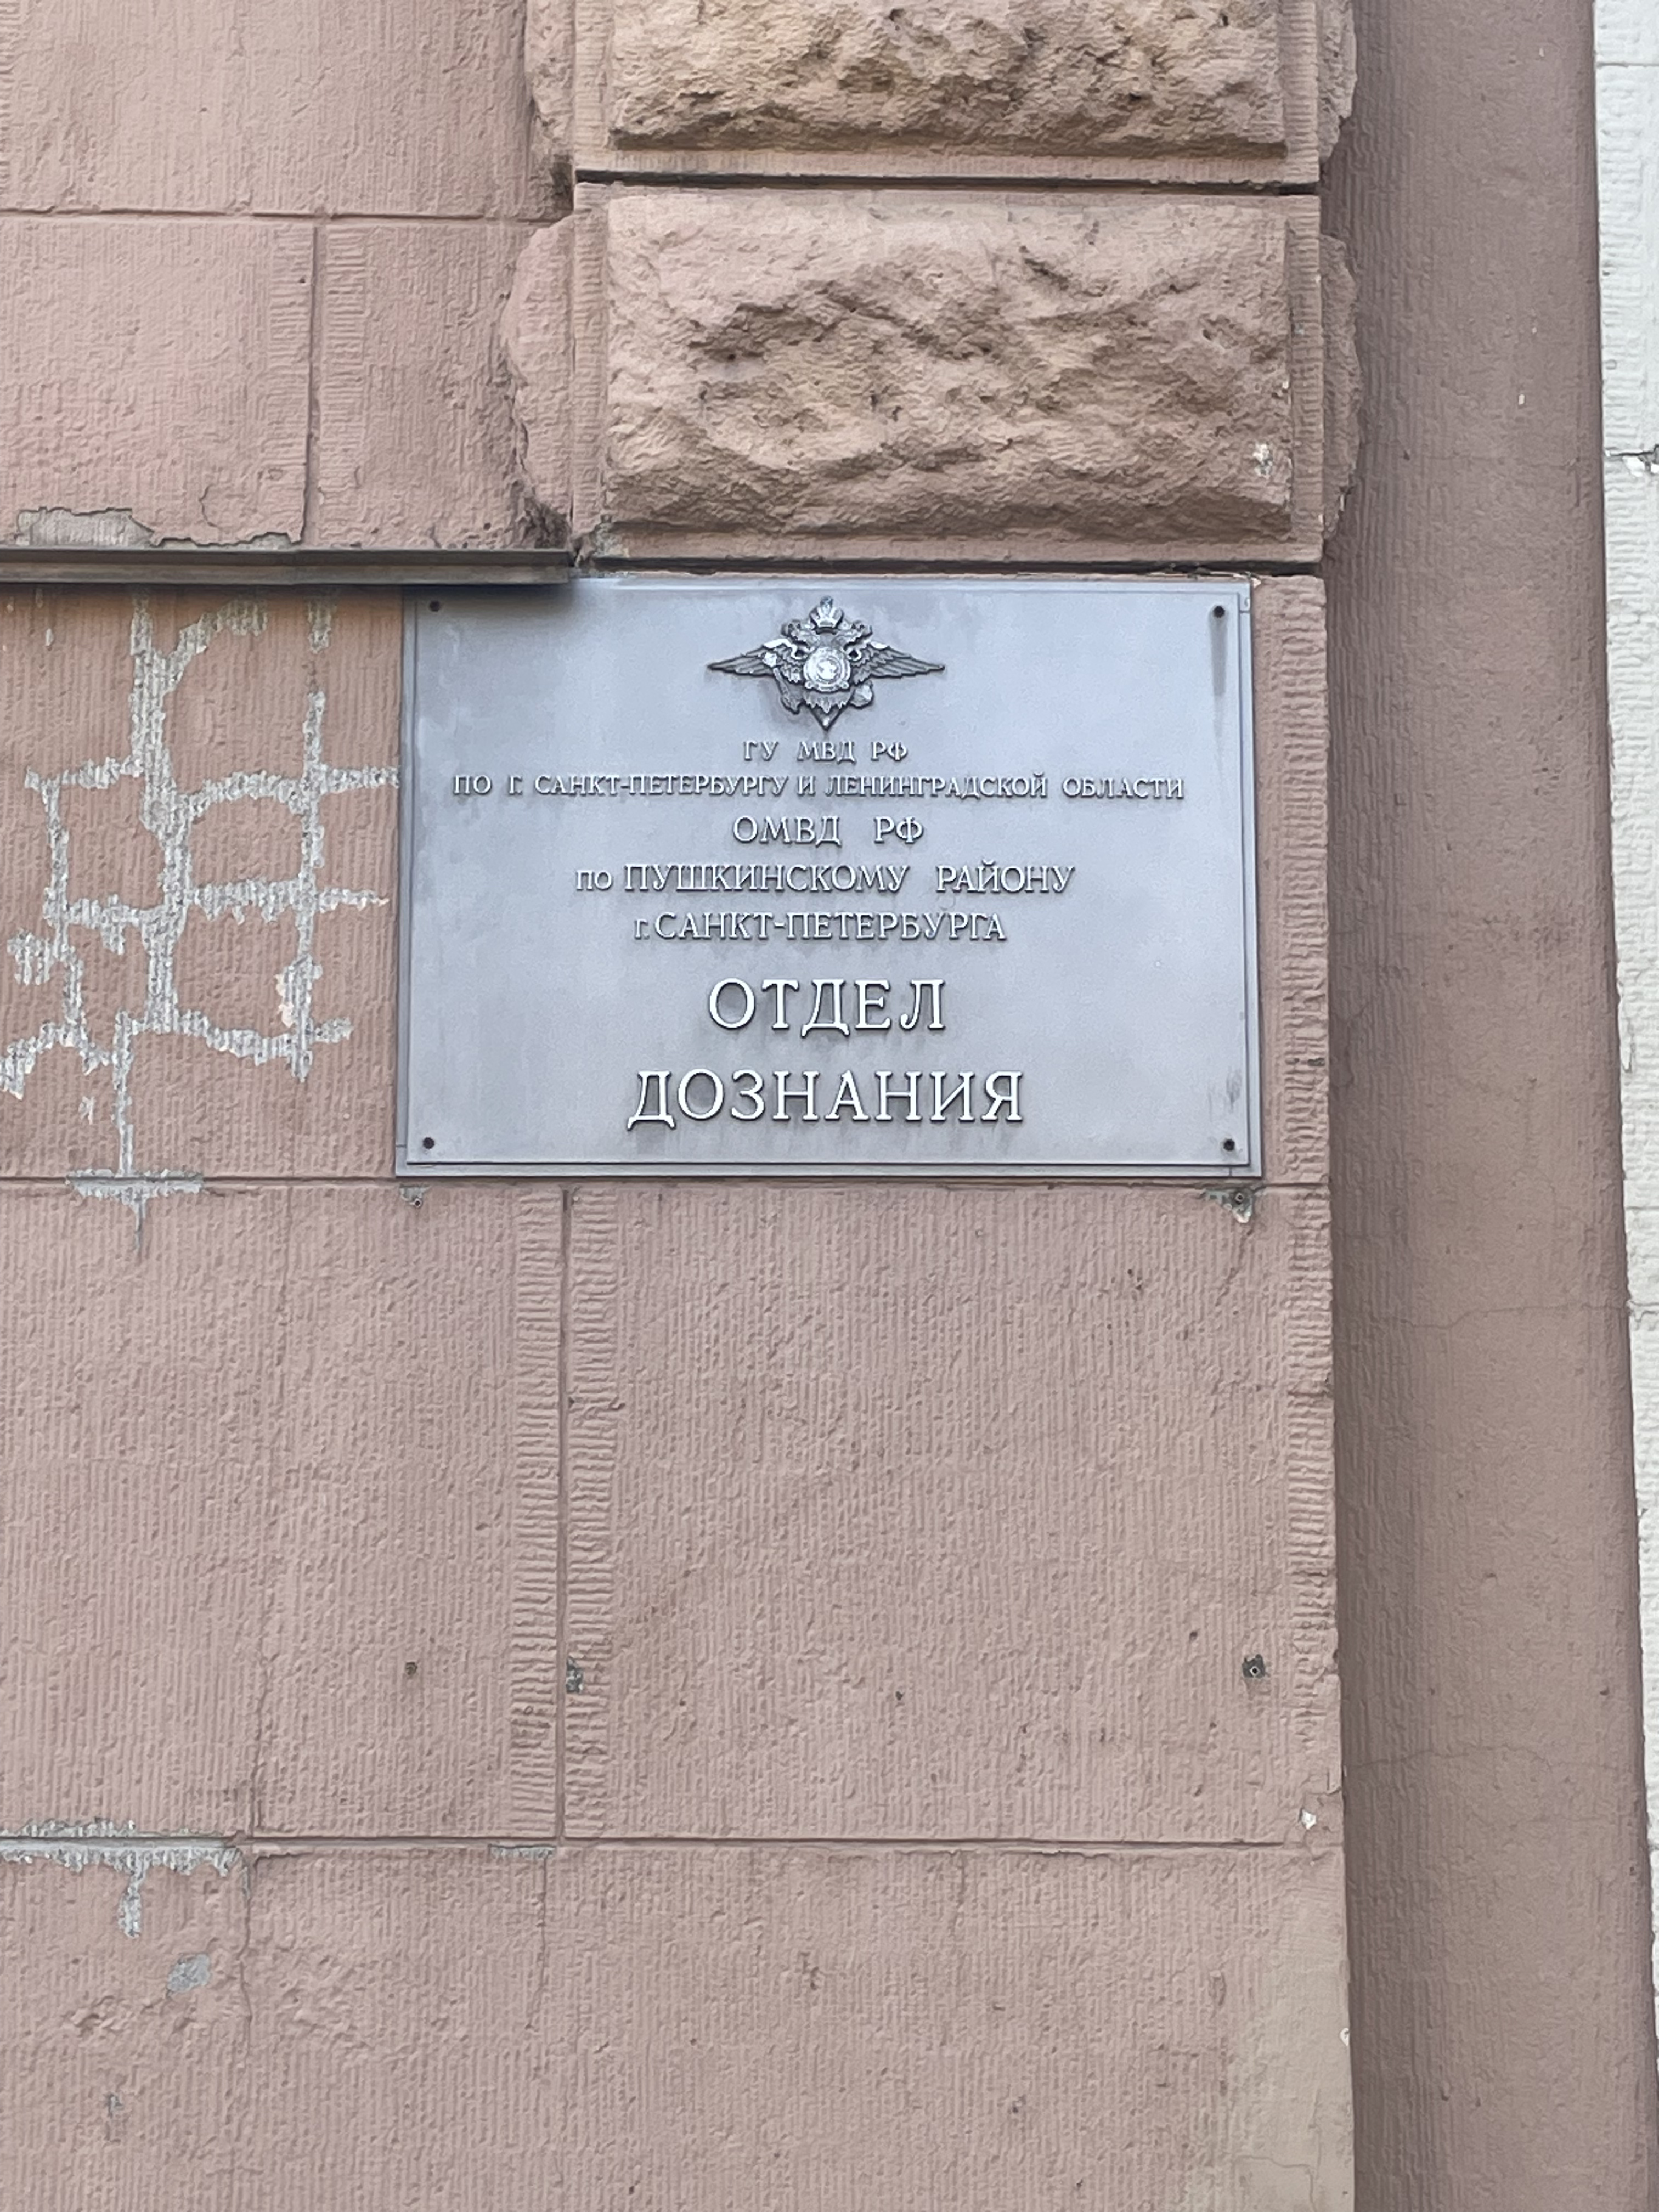 ГУ МВД РФ
ПО Г. САНКТ-ПЕТЕРБУРГУ И ЛЕНИНГРАДСКОЙ ОБЛАСТИ
ОМВД РФ
по ПУШКИНСКОМУ РАЙОНУ
г. САНКТ-ПЕТЕРБУРГА
ОТДЕЛ
ДОЗНАНИЯ